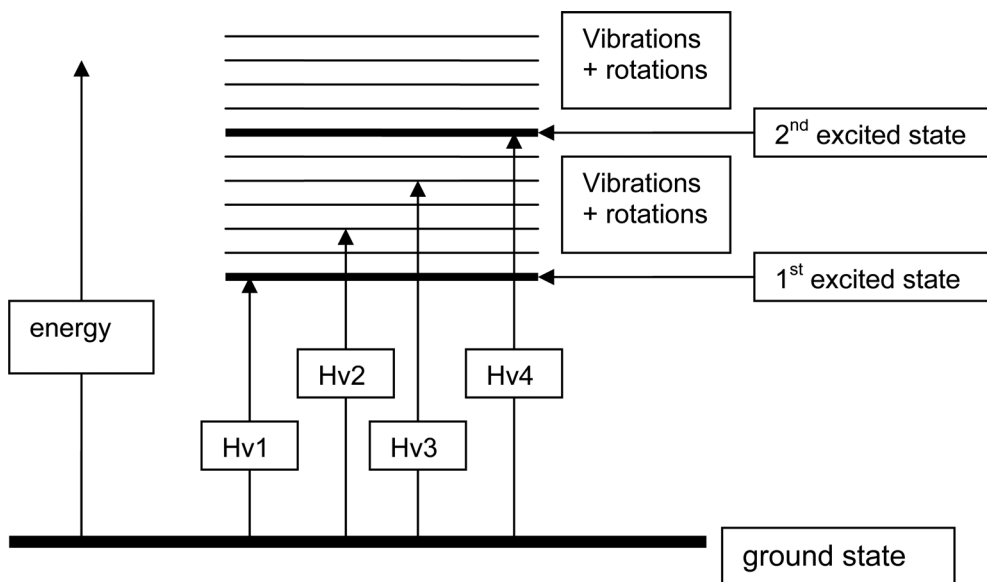 Vibrations
+ rotations
2nd excited state
Vibrations
+ rotations
1st excited state
energy
Hv2
Hv4
Hv1
Hv3
ground state